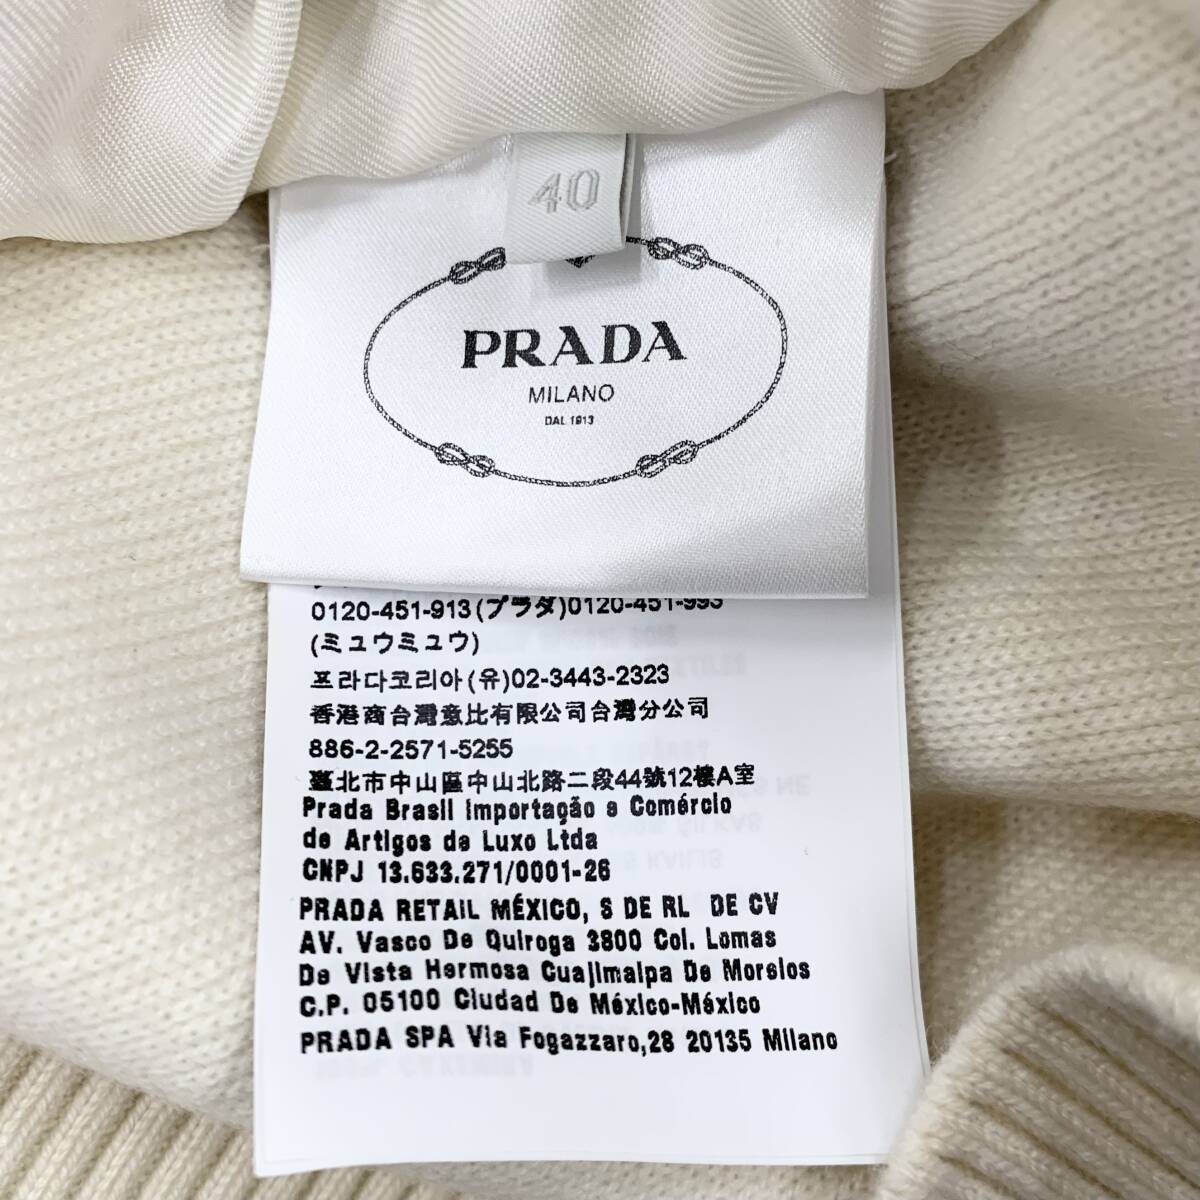 40
PRADA
MILANO
DAL 1913
0120-451-913(プラダ)0120-451-993
(ミュウミュウ)
프라다코리아(유)02-3443-2323
香港商台灣意比有限公司台灣分公司
886-2-2571-5255
臺北市中山區中山北路二段44號12樓A室
Prada Brasil Importação e Comércio
de Artigos de Luxo Ltda
CNPJ 13.633.271/0001-26
PRADA RETAIL MÉXICO, S DE RL DE CV
AV. Vasco De Quiroga 3800 Col. Lomas
De Vista Hermosa Cuajimalpa De Morelos
C.P. 05100 Ciudad De México-México
PRADA SPA Via Fogazzaro,28 20135 Milano